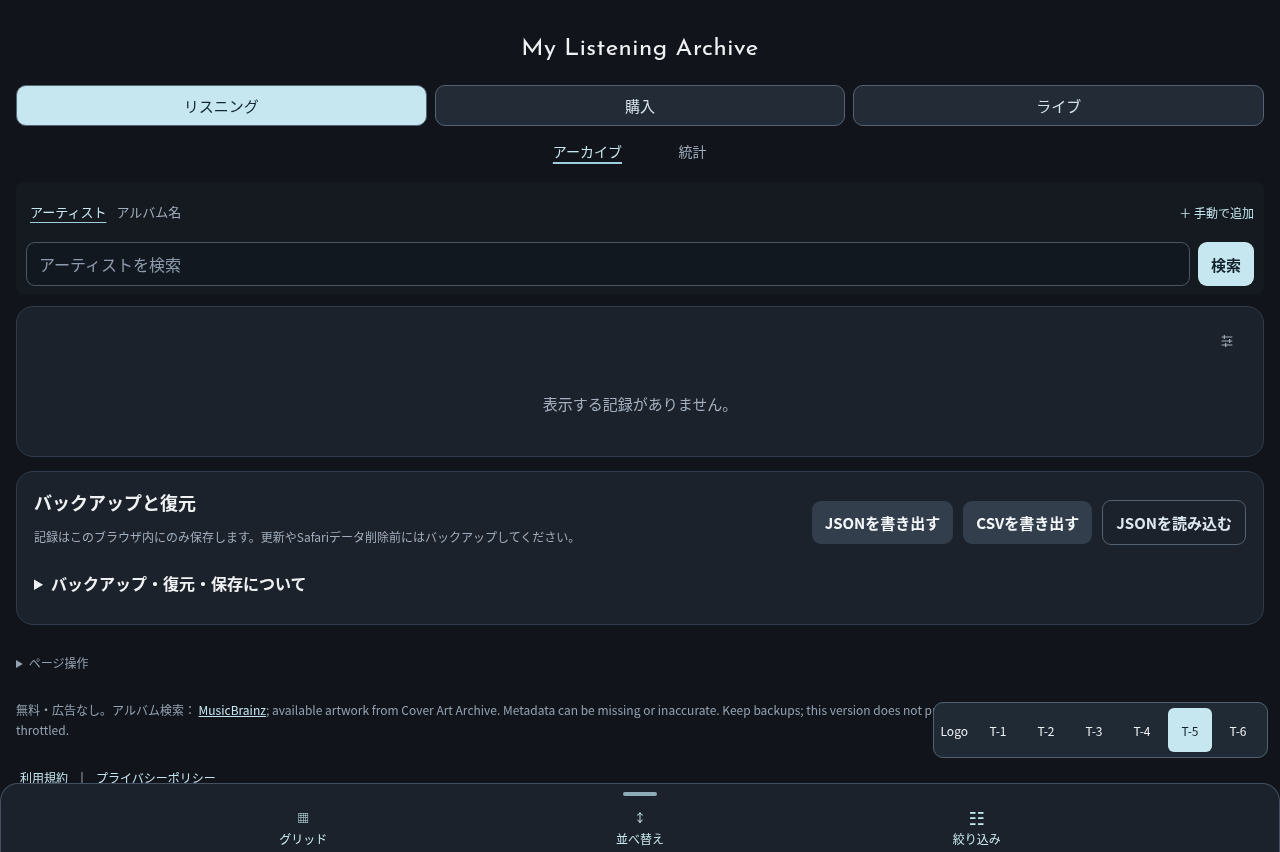 My Listening Archive
リスニング
購入
ライブ
アーカイブ
統計
アーティスト アルバム名
＋ 手動で追加
アーティストを検索
検索
表示する記録がありません。
バックアップと復元
記録はこのブラウザ内にのみ保存します。更新やSafariデータ削除前にはバックアップしてください。
JSONを書き出す
CSVを書き出す
JSONを読み込む
バックアップ・復元・保存について
ページ操作
無料・広告なし。アルバム検索： MusicBrainz; available artwork from Cover Art Archive. Metadata can be missing or inaccurate. Keep backups; this version does not
throttled.
Logo T-1 T-2 T-3 T-4 T-5 T-6
利用規約 | プライバシーポリシー
グリッド
並べ替え
絞り込み